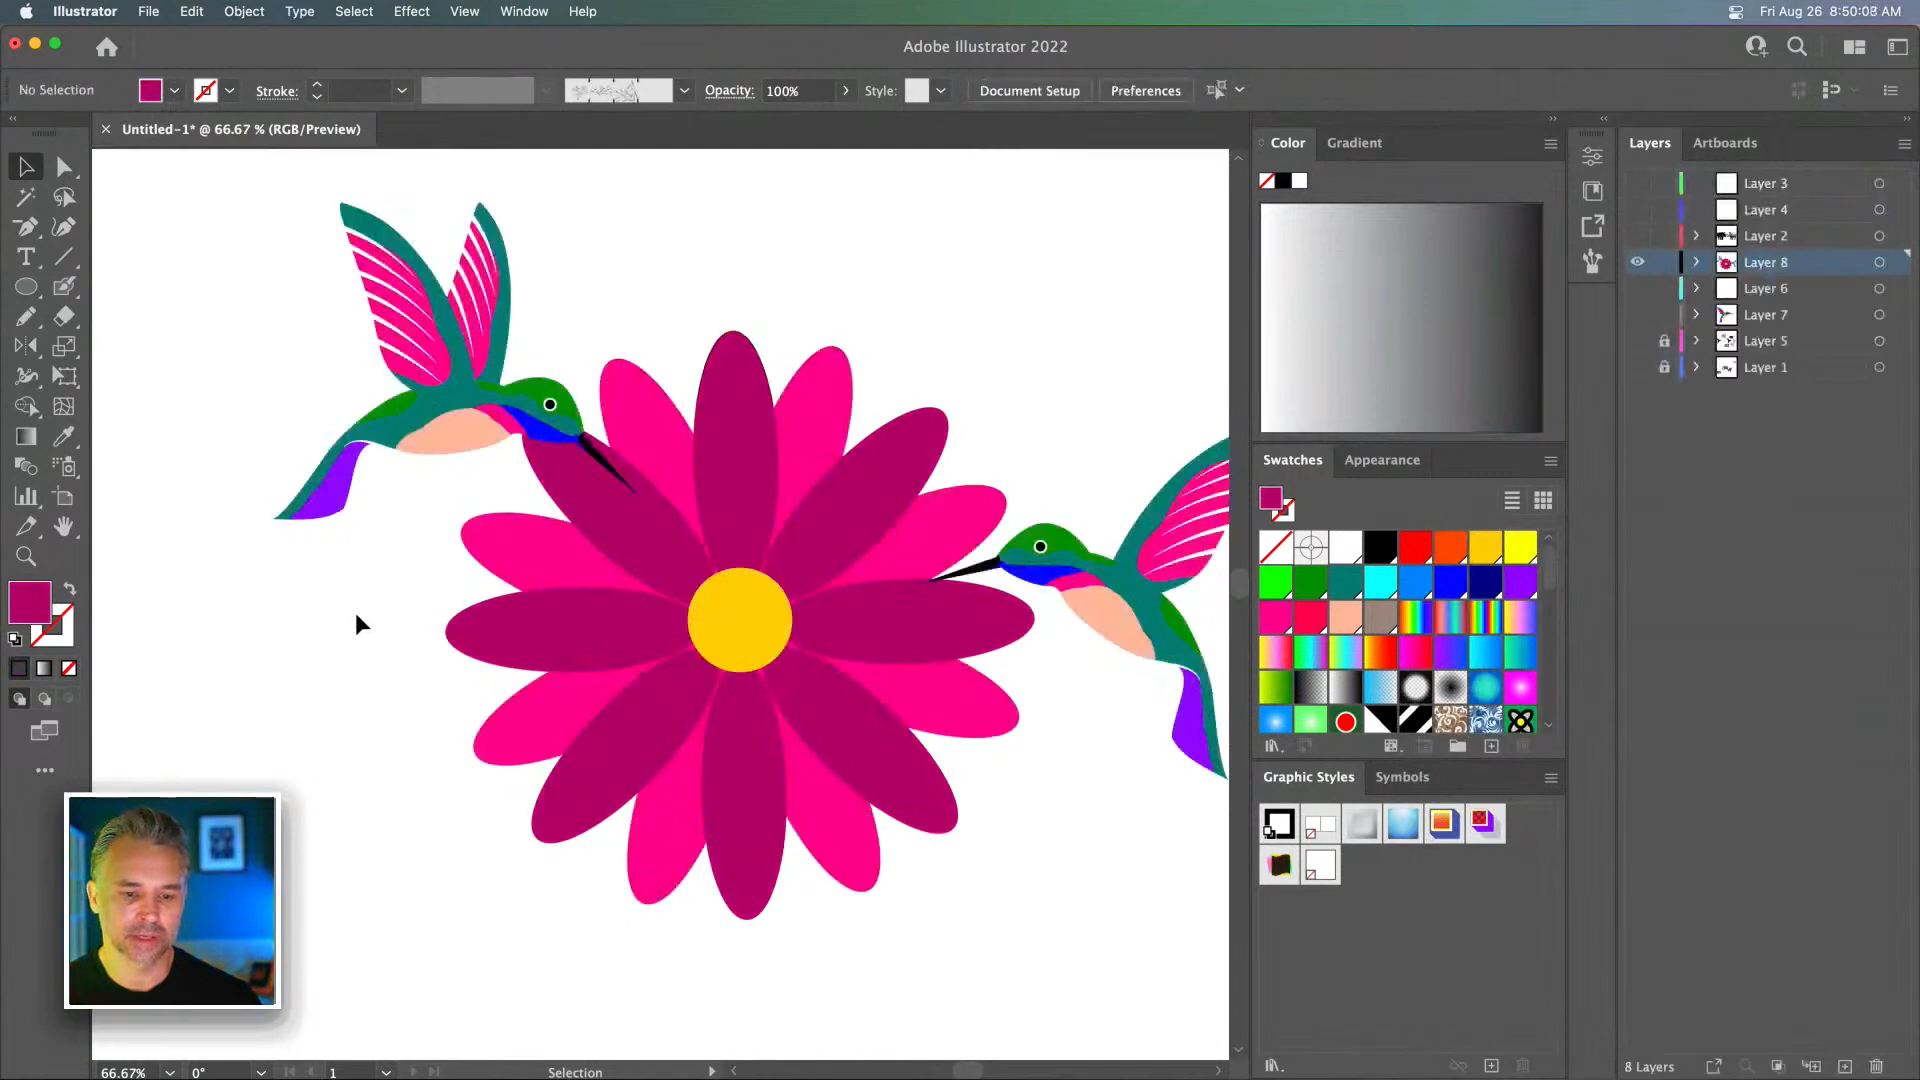 Illustrator File Edit Object Type Select Effect View Window Help
Fri Aug 26 8:50:08 AM
Adobe Illustrator 2022
No Selection
Stroke:
Opacity: 100%
Style:
Document Setup
Preferences
Untitled-1* @ 66.67 % (RGB/Preview)
Color
Gradient
Layers
Artboards
Layer 3
Layer 4
Layer 2
Layer 8
Layer 6
Layer 7
Layer 5
Layer 1
Swatches
Appearance
Graphic Styles
Symbols
66.67%
0°
1
Selection
8 Layers